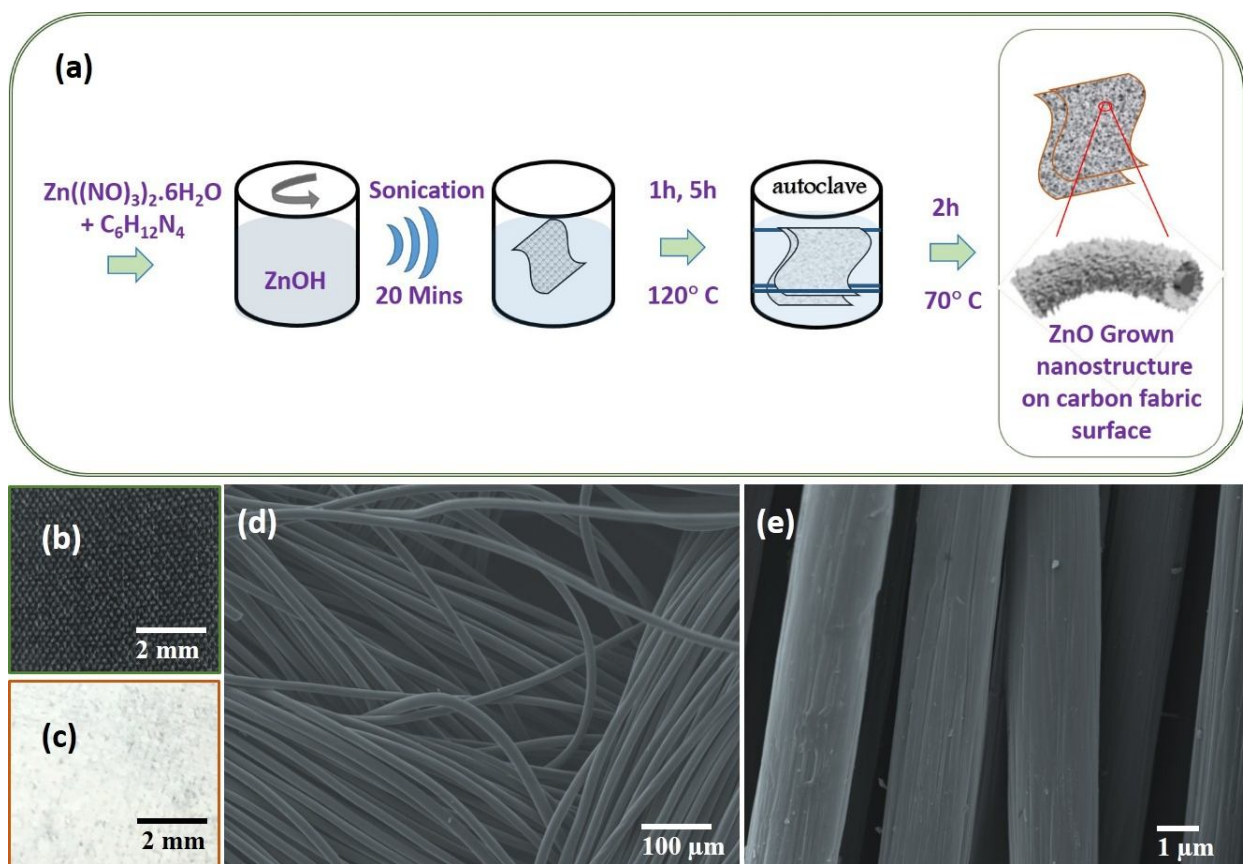 (a)
Zn((NO)₃)₂.6H₂O
+ C₆H₁₂N₄
ZnOH
Sonication
20 Mins
1h, 5h
120° C
autoclave
2h
70° C
ZnO Grown
nanostructure
on carbon fabric
surface
(b)
2 mm
(c)
2 mm
(d)
100 µm
(e)
1 µm